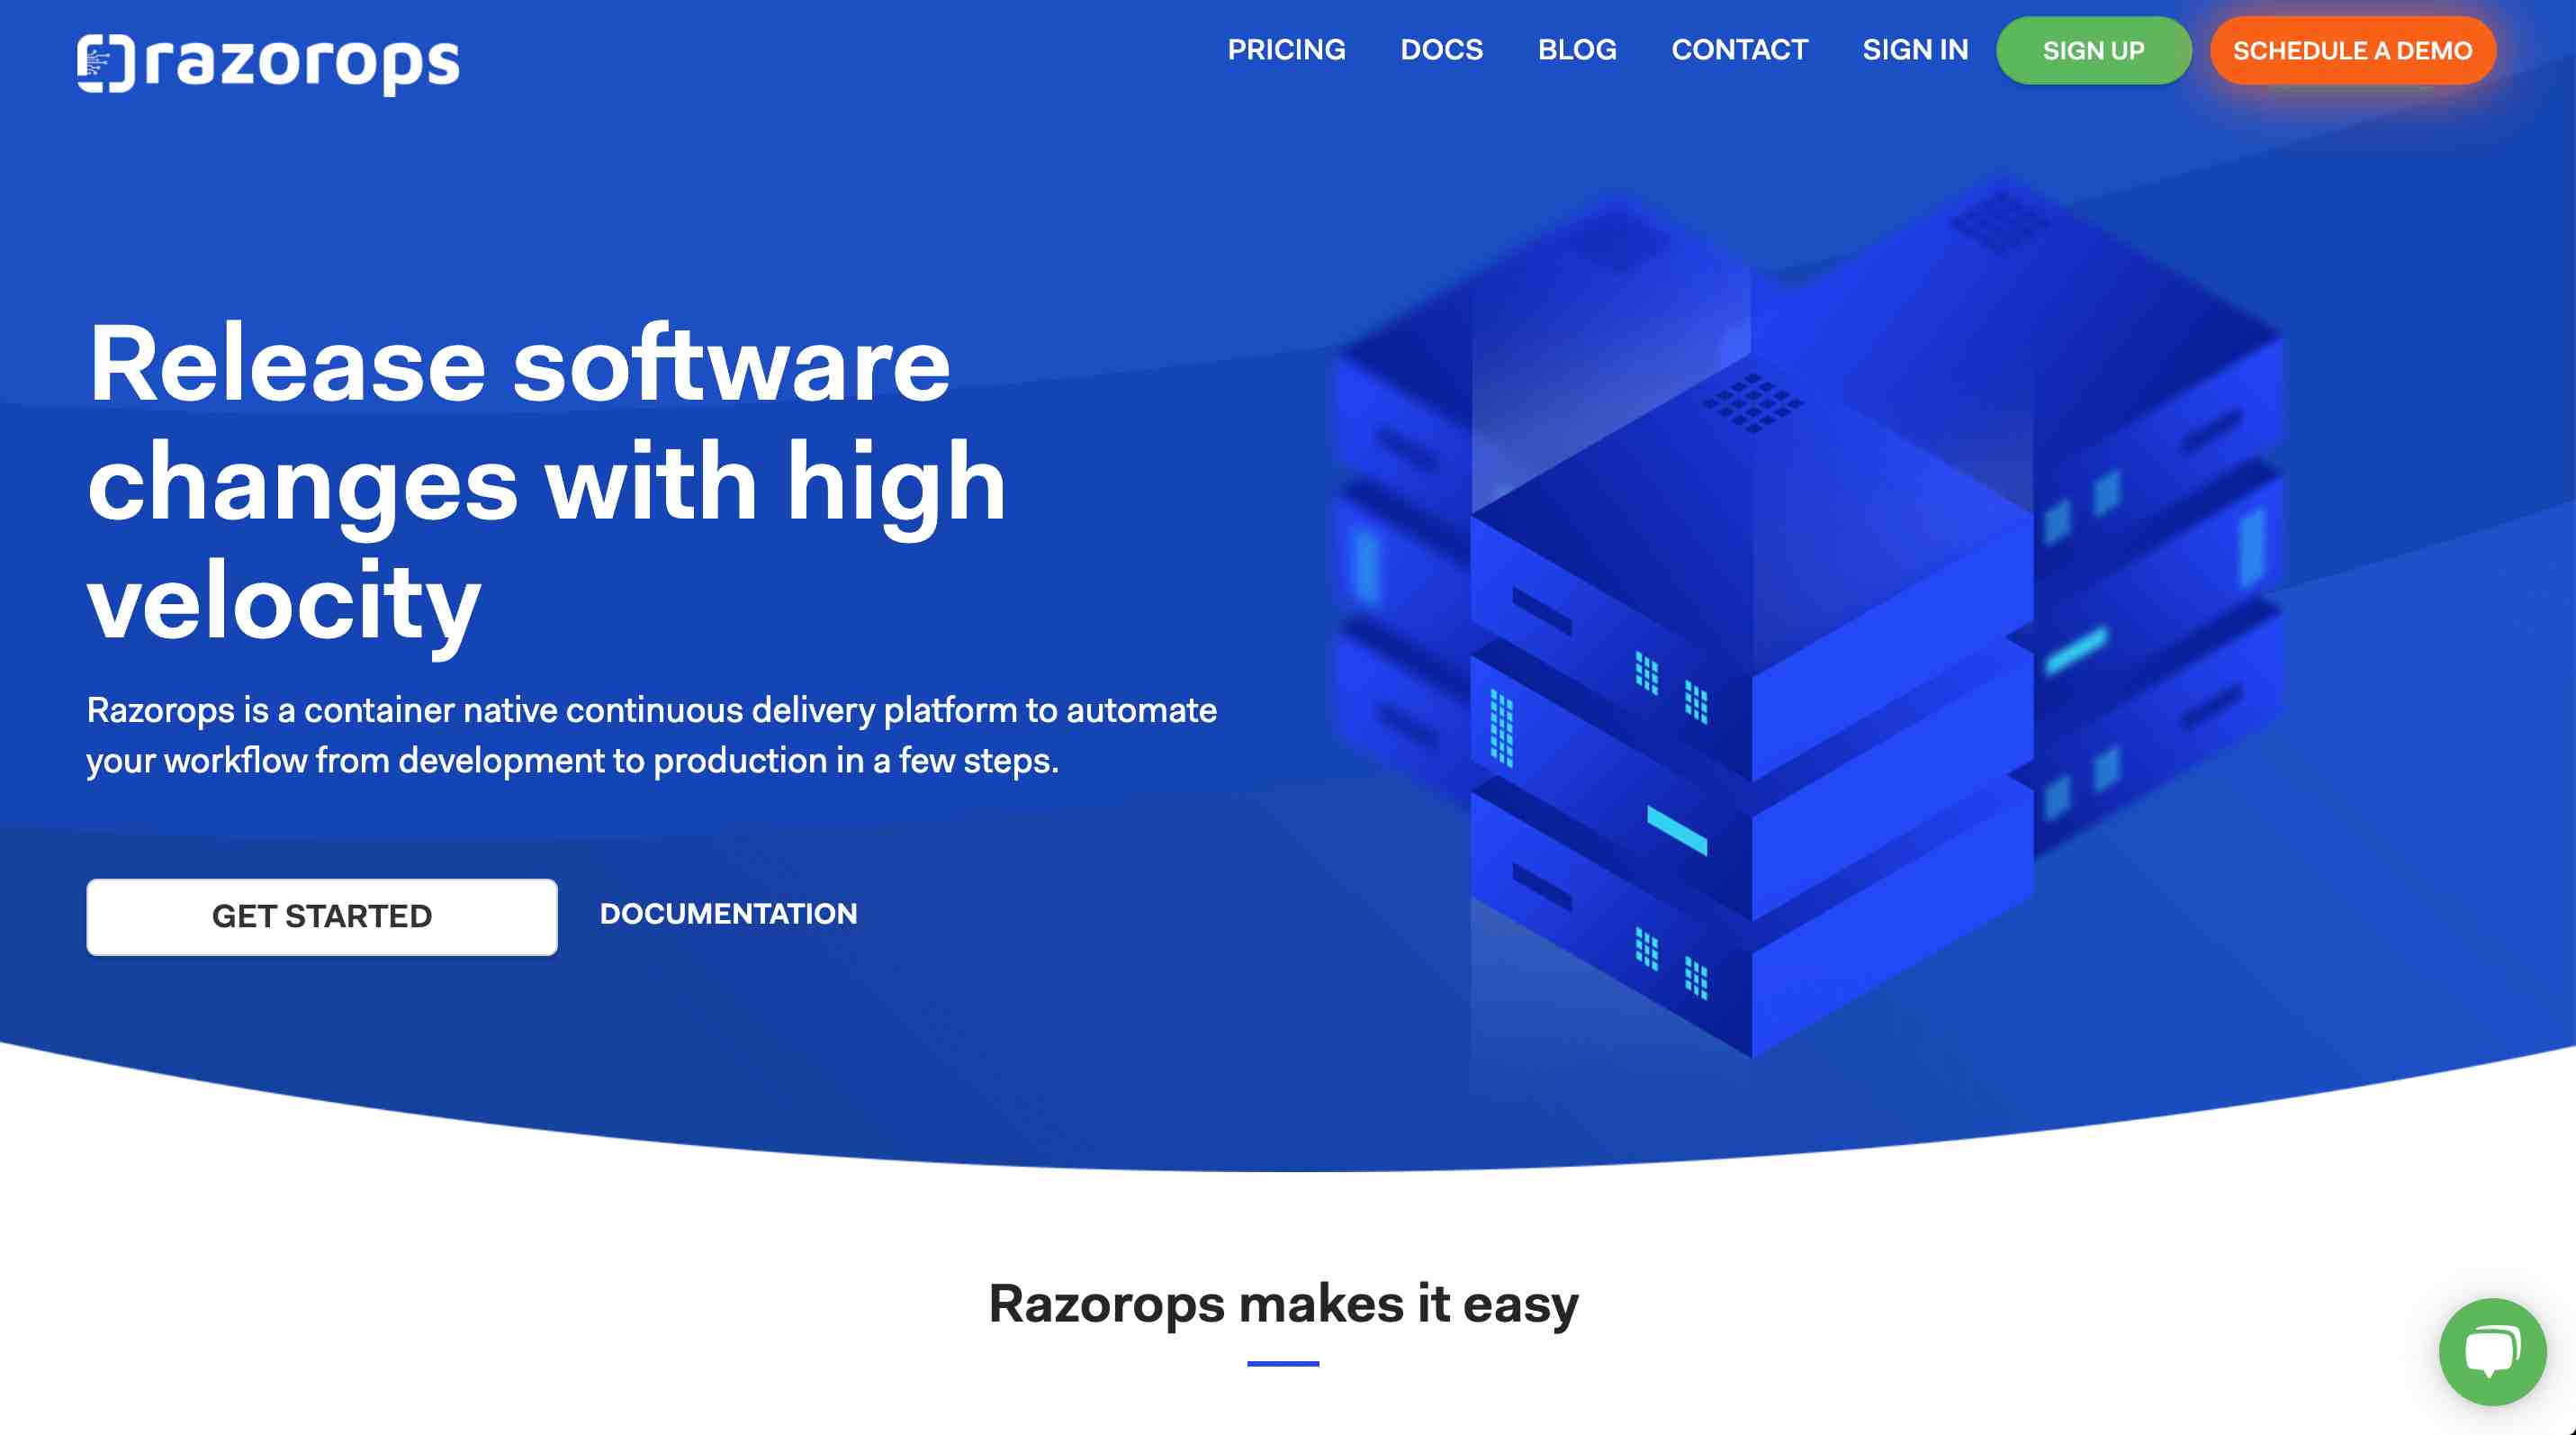 razorops
PRICING
DOCS
BLOG
CONTACT
SIGN IN
SIGN UP
SCHEDULE A DEMO
Release software
changes with high
velocity
Razorops is a container native continuous delivery platform to automate
your workflow from development to production in a few steps.
GET STARTED
DOCUMENTATION
Razorops makes it easy